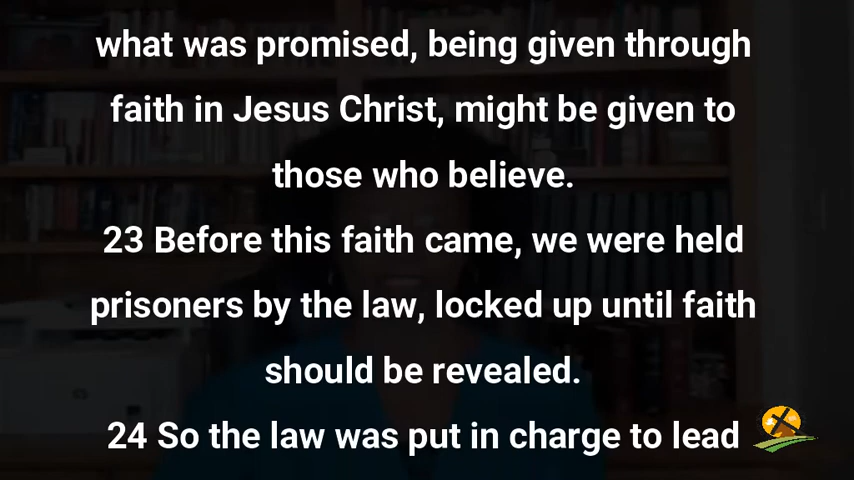 what was promised, being given through
faith in Jesus Christ, might be given to
those who believe.
23 Before this faith came, we were held
prisoners by the law, locked up until faith
should be revealed.
24 So the law was put in charge to lead